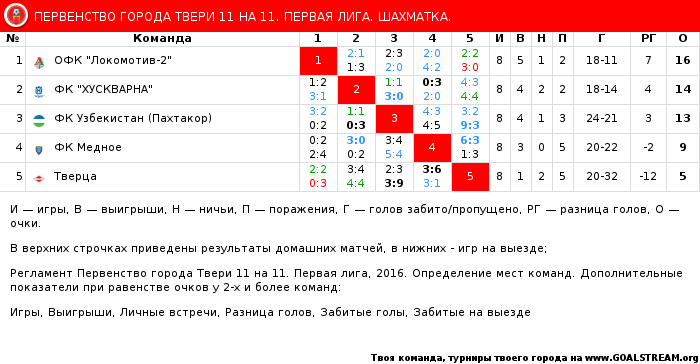 ПЕРВЕНСТВО ГОРОДА ТВЕРИ 11 НА 11. ПЕРВАЯ ЛИГА. ШАХМАТКА.
№ Команда 1 2 3 4 5 И В Н П Г РГ О
2:1 2:3 2:0 2:2
1 ОФК "Локомотив-2" 1 8 5 1 2 18-11 7 16
1:3 2:0 4:2 3:0
1:2 1:1 0:3 4:3
2 ФК "ХУСКВАРНА" 2 8 4 2 2 18-14 4 14
3:1 3:0 2:0 4:4
3:2 1:1 4:3 3:2
3 ФК Узбекистан (Пахтакор) 3 8 4 1 3 24-21 3 13
0:2 0:3 4:5 9:3
0:2 3:0 3:4 6:3
4 ФК Медное 4 8 3 0 5 20-22 -2 9
2:4 0:2 5:4 1:3
2:2 3:4 2:3 3:6
5 Тверца 5 8 1 2 5 20-32 -12 5
0:3 4:4 3:9 3:1
И — игры, В — выигрыши, Н — ничьи, П — поражения, Г — голов забито/пропущено, РГ — разница голов, О —
очки.
В верхних строчках приведены результаты домашних матчей, в нижних - игр на выезде;
Регламент Первенство города Твери 11 на 11. Первая лига, 2016. Определение мест команд. Дополнительные
показатели при равенстве очков у 2-х и более команд:
Игры, Выигрыши, Личные встречи, Разница голов, Забитые голы, Забитые на выезде
Твоя команда, турниры твоего города на www.GOALSTREAM.org